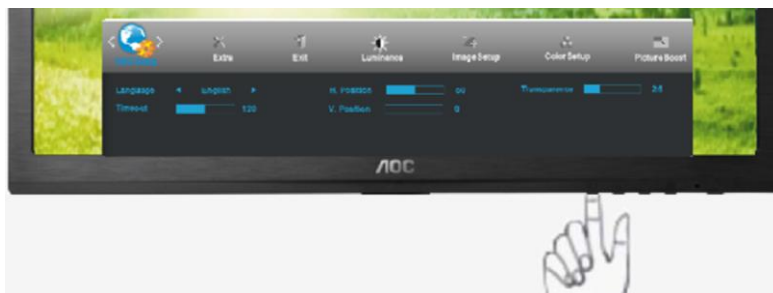 Extra Exit Luminance Image Setup Color Setup Picture Boost
Language English H. Position Transparence
Timeout 120 V. Position 0
AOC